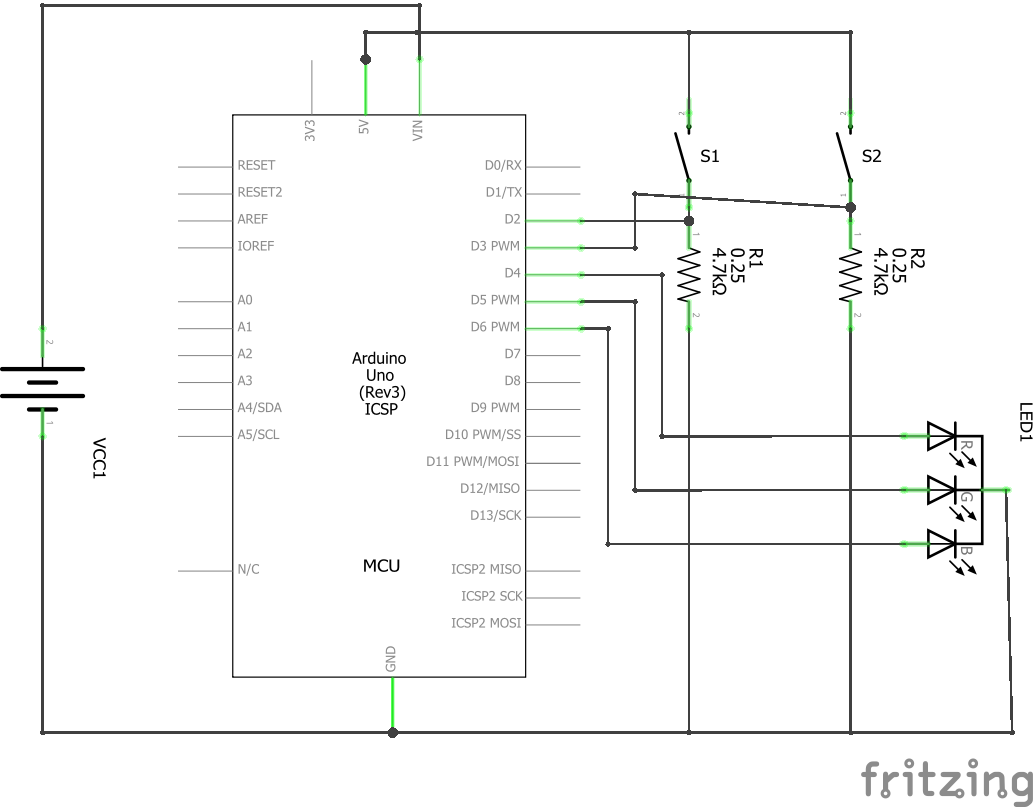 3V3
5V
VIN
RESET
RESET2
AREF
IOREF
A0
A1
A2
A3
A4/SDA
A5/SCL
N/C
D0/RX
D1/TX
D2
D3 PWM
D4
D5 PWM
D6 PWM
D7
D8
D9 PWM
D10 PWM/SS
D11 PWM/MOSI
D12/MISO
D13/SCK
ICSP2 MISO
ICSP2 SCK
ICSP2 MOSI
Arduino
Uno
(Rev3)
ICSP
MCU
GND
2
1
VCC1
2
S1
1
2
S2
1
1
R1
0.25
4.7kΩ
2
1
R2
0.25
4.7kΩ
2
LED1
R
G
B
fritzing